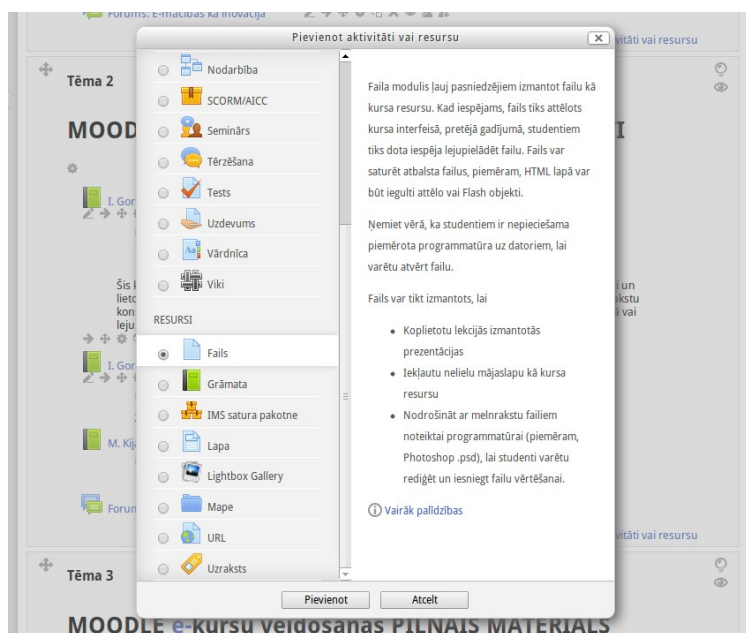 Forums: E-mācības kā inovācija
Pievienot aktivitāti vai resursu
vitāti vai resursu
Tēma 2
MOOD
I. Gor
Šis
lieto
kon
leju
I. Gor
M. Kij
Forun
Nodarbība
SCORM/AICC
Seminārs
Tērzēšana
Tests
Uzdevums
Vārdnīca
Viki
RESURSI
Fails
Grāmata
IMS satura pakotne
Lapa
Lightbox Gallery
Mape
URL
Uzraksts
Faila modulis ļauj pasniedzējiem izmantot failu kā
kursa resursu. Kad iespējams, fails tiks attēlots
kursa interfeisā, pretējā gadījumā, studentiem
tiks dota iespēja lejupielādēt failu. Fails var
saturēt atbalsta failus, piemēram, HTML lapā var
būt iegulti attēlo vai Flash objekti.
Ņemiet vērā, ka studentiem ir nepieciešama
piemērota programmatūra uz datoriem, lai
varētu atvērt failu.
Fails var tikt izmantots, lai
Koplietotu lekcijās izmantotās
prezentācijas
Iekļautu nelielu mājaslapu kā kursa
resursu
Nodrošināt ar melnrakstu failiem
noteiktai programmatūrai (piemēram,
Photoshop .psd), lai studenti varētu
rediģēt un iesniegt failu vērtēšanai.
Vairāk palīdzības
I
un
akstu
vai
vitāti vai resursu
Pievienot
Atcelt
Tēma 3
MOODLE e-kursu veidošanas PILNAIS MATERIĀLS